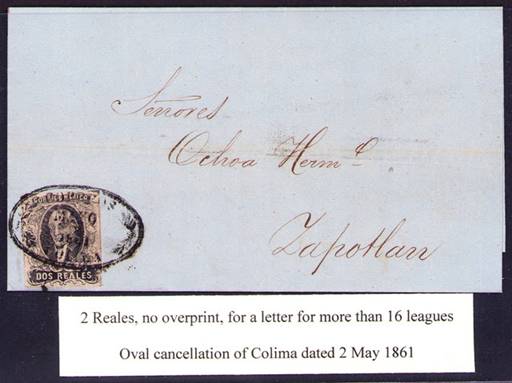 Señores
Ochoa Herm.ˢ
Zapotlan
DOS REALES
2 Reales, no overprint, for a letter for more than 16 leagues
Oval cancellation of Colima dated 2 May 1861